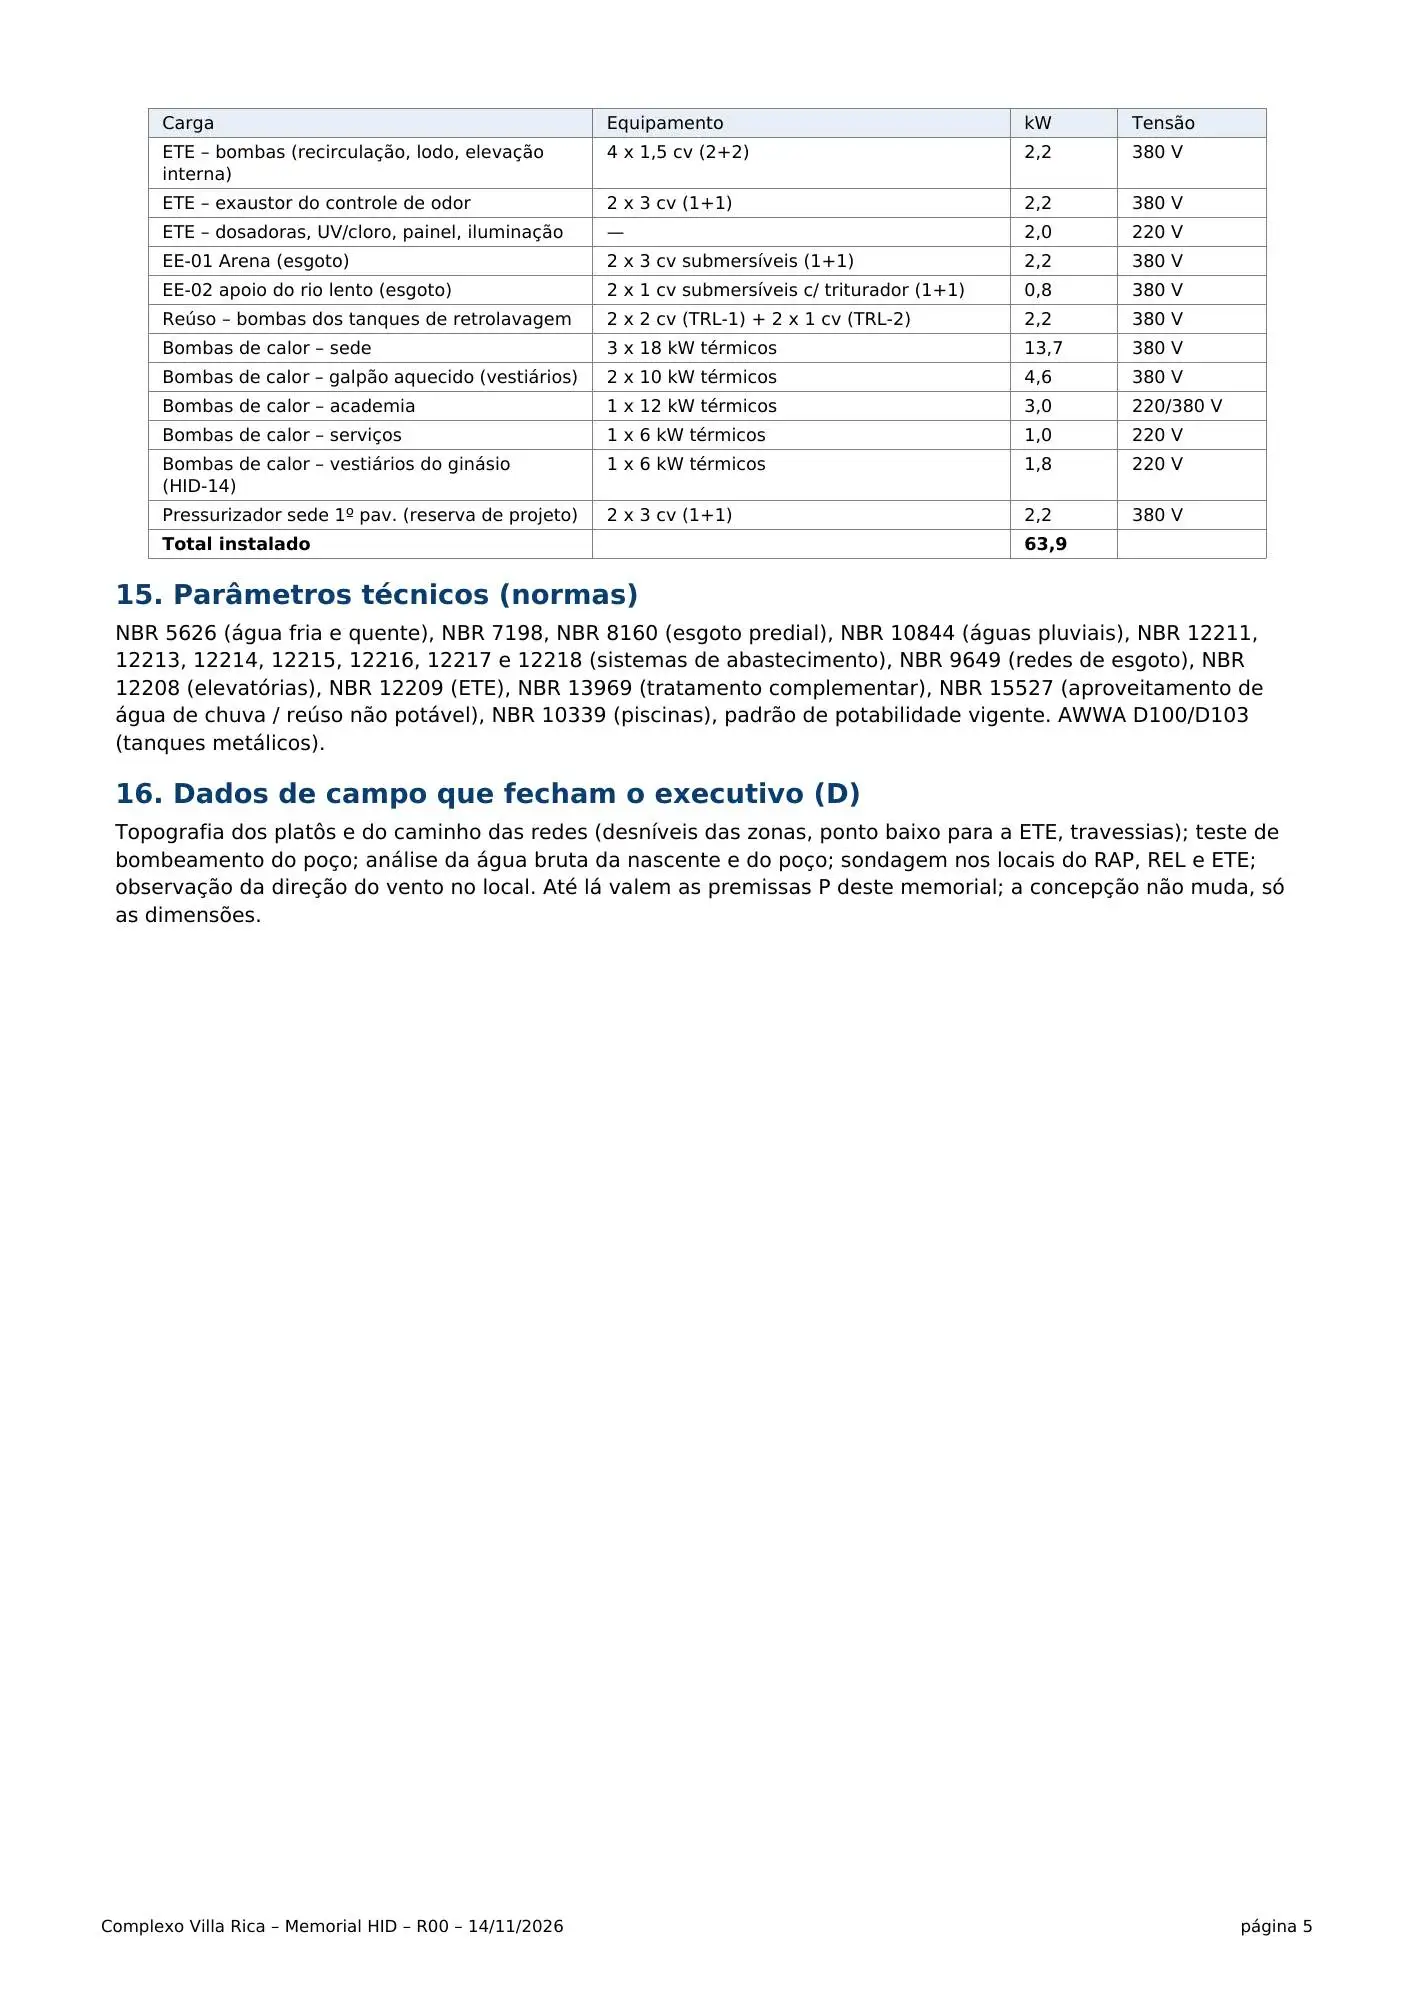 Carga Equipamento kW Tensão
ETE – bombas (recirculação, lodo, elevação interna) 4 x 1,5 cv (2+2) 2,2 380 V
ETE – exaustor do controle de odor 2 x 3 cv (1+1) 2,2 380 V
ETE – dosadoras, UV/cloro, painel, iluminação — 2,0 220 V
EE-01 Arena (esgoto) 2 x 3 cv submersíveis (1+1) 2,2 380 V
EE-02 apoio do rio lento (esgoto) 2 x 1 cv submersíveis c/ triturador (1+1) 0,8 380 V
Reúso – bombas dos tanques de retrolavagem 2 x 2 cv (TRL-1) + 2 x 1 cv (TRL-2) 2,2 380 V
Bombas de calor – sede 3 x 18 kW térmicos 13,7 380 V
Bombas de calor – galpão aquecido (vestiários) 2 x 10 kW térmicos 4,6 380 V
Bombas de calor – academia 1 x 12 kW térmicos 3,0 220/380 V
Bombas de calor – serviços 1 x 6 kW térmicos 1,0 220 V
Bombas de calor – vestiários do ginásio (HID-14) 1 x 6 kW térmicos 1,8 220 V
Pressurizador sede 1º pav. (reserva de projeto) 2 x 3 cv (1+1) 2,2 380 V
Total instalado 63,9
15. Parâmetros técnicos (normas)
NBR 5626 (água fria e quente), NBR 7198, NBR 8160 (esgoto predial), NBR 10844 (águas pluviais), NBR 12211,
12213, 12214, 12215, 12216, 12217 e 12218 (sistemas de abastecimento), NBR 9649 (redes de esgoto), NBR
12208 (elevatórias), NBR 12209 (ETE), NBR 13969 (tratamento complementar), NBR 15527 (aproveitamento de
água de chuva / reúso não potável), NBR 10339 (piscinas), padrão de potabilidade vigente. AWWA D100/D103
(tanques metálicos).
16. Dados de campo que fecham o executivo (D)
Topografia dos platôs e do caminho das redes (desníveis das zonas, ponto baixo para a ETE, travessias); teste de
bombeamento do poço; análise da água bruta da nascente e do poço; sondagem nos locais do RAP, REL e ETE;
observação da direção do vento no local. Até lá valem as premissas P deste memorial; a concepção não muda, só
as dimensões.
Complexo Villa Rica – Memorial HID – R00 – 14/11/2026 página 5